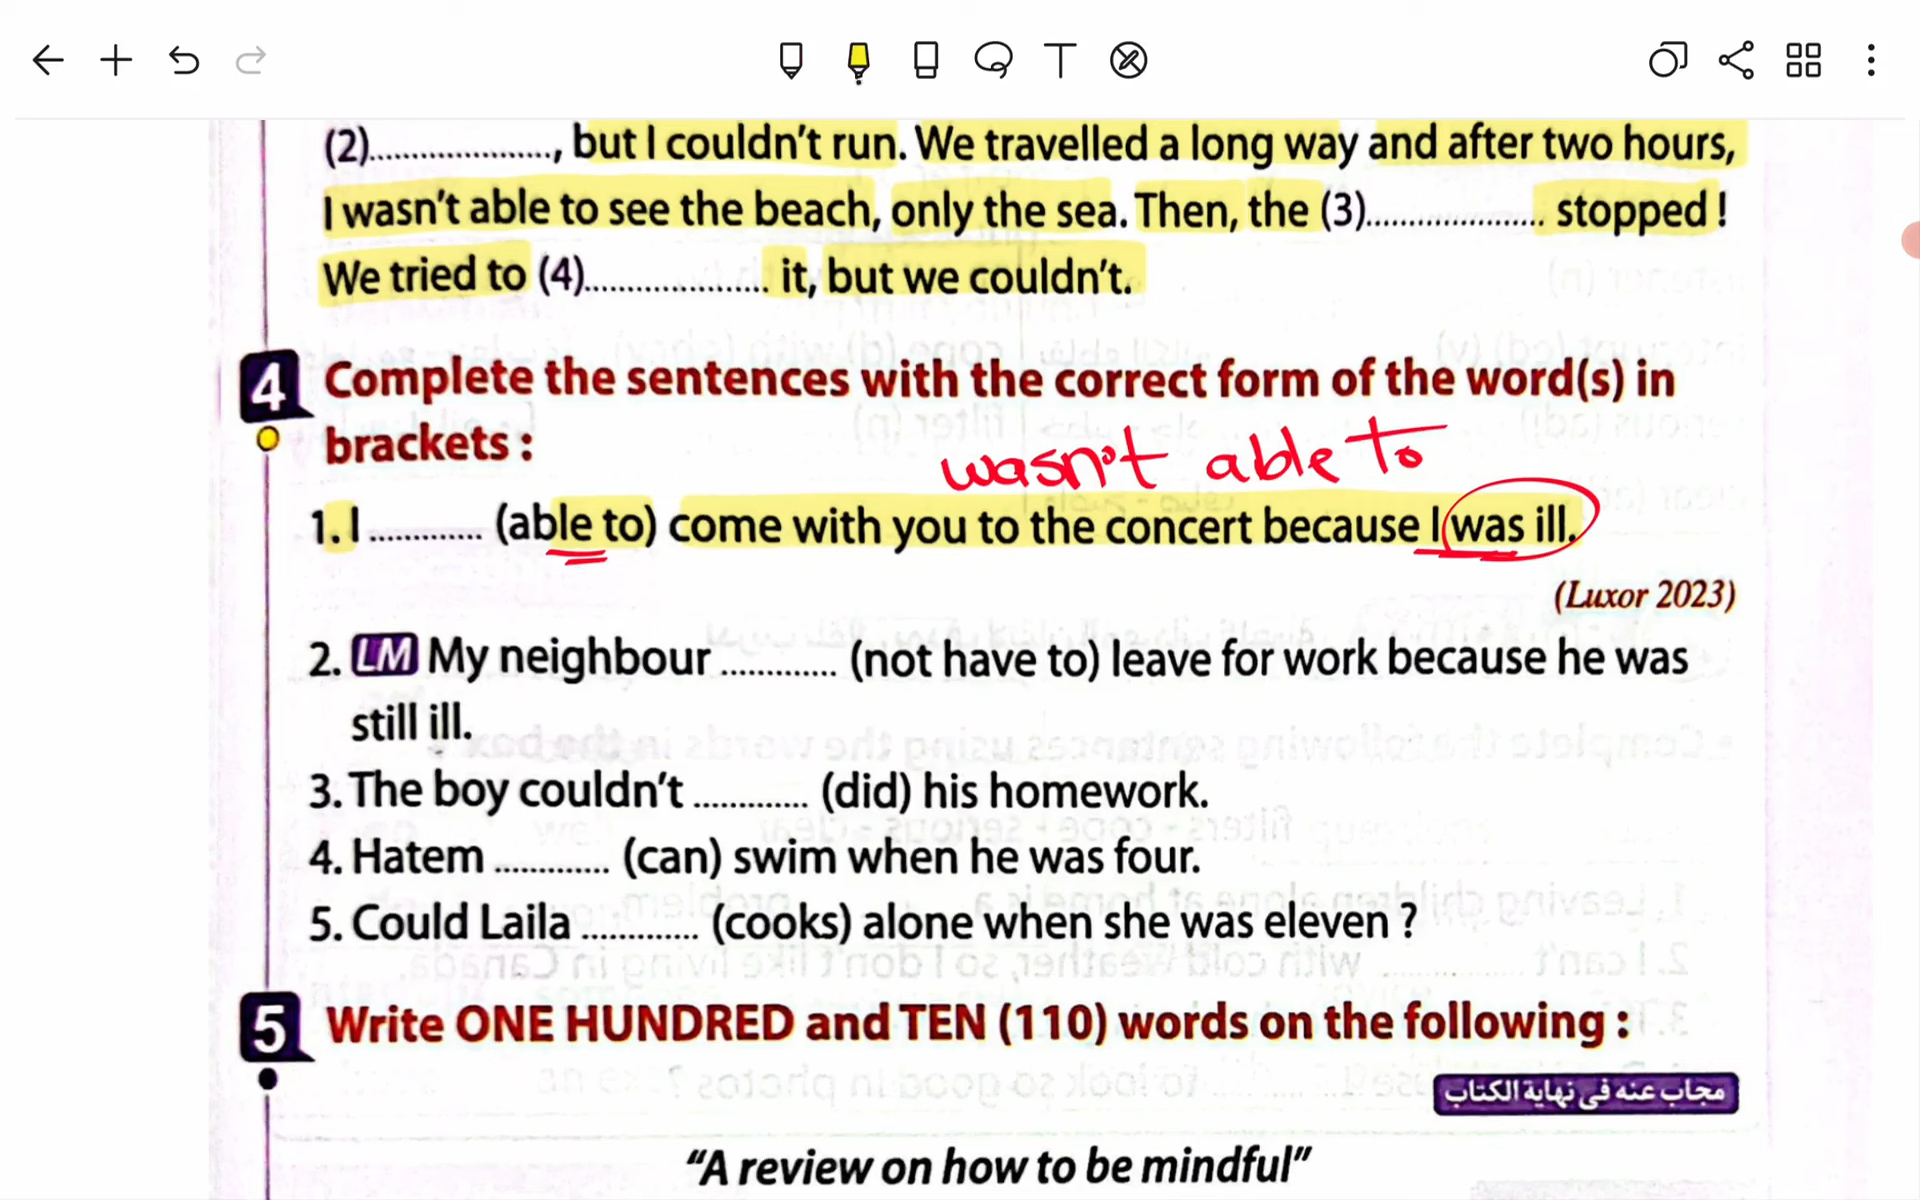 (2)....................., but I couldn't run. We travelled a long way and after two hours,
I wasn't able to see the beach, only the sea. Then, the (3)..................... stopped !
We tried to (4)..................... it, but we couldn't.
4 Complete the sentences with the correct form of the word(s) in
brackets :
wasn't able to
1. I ............. (able to) come with you to the concert because I was ill.
(Luxor 2023)
2. LM My neighbour ............. (not have to) leave for work because he was
still ill.
3. The boy couldn't ............. (did) his homework.
4. Hatem ............. (can) swim when he was four.
5. Could Laila ............. (cooks) alone when she was eleven ?
5 Write ONE HUNDRED and TEN (110) words on the following :
مجاب عنه فى نهاية الكتاب
“A review on how to be mindful”